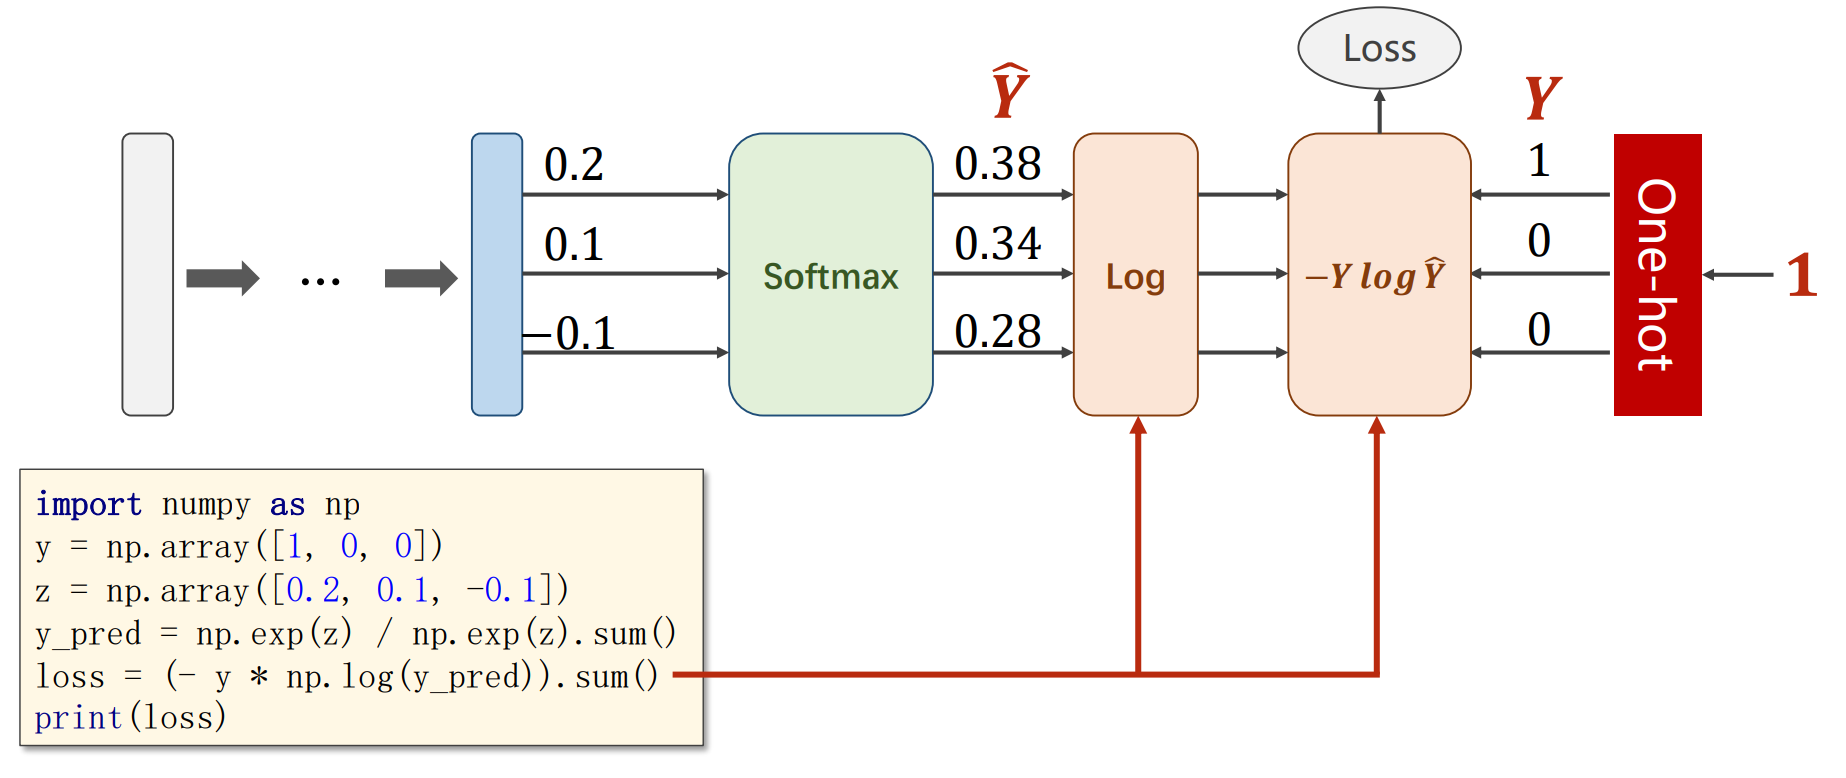 Loss
Ŷ
Y
0.2
0.38
1
0.1
0.34
0
−0.1
0.28
0
Softmax
Log
−Y log Ŷ
One-hot
1
...
import numpy as np
y = np.array([1, 0, 0])
z = np.array([0.2, 0.1, -0.1])
y_pred = np.exp(z) / np.exp(z).sum()
loss = (- y * np.log(y_pred)).sum()
print(loss)